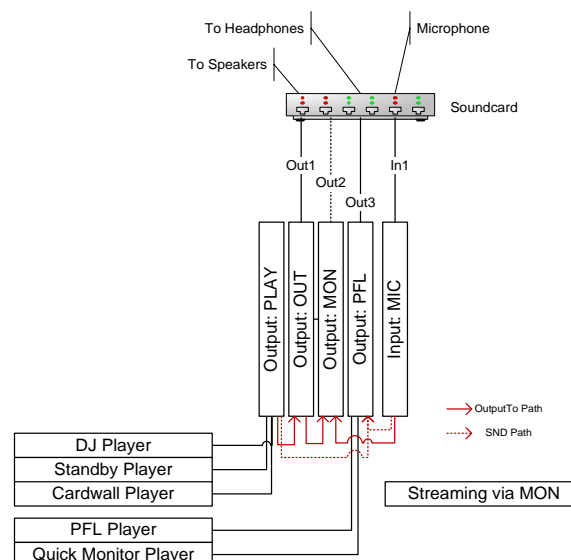 To Headphones
Microphone
To Speakers
Soundcard
Out1
In1
Out2
Out3
Output: PLAY
Output: OUT
Output: MON
Output: PFL
Input: MIC
OutputTo Path
SND Path
DJ Player
Standby Player
Cardwall Player
Streaming via MON
PFL Player
Quick Monitor Player